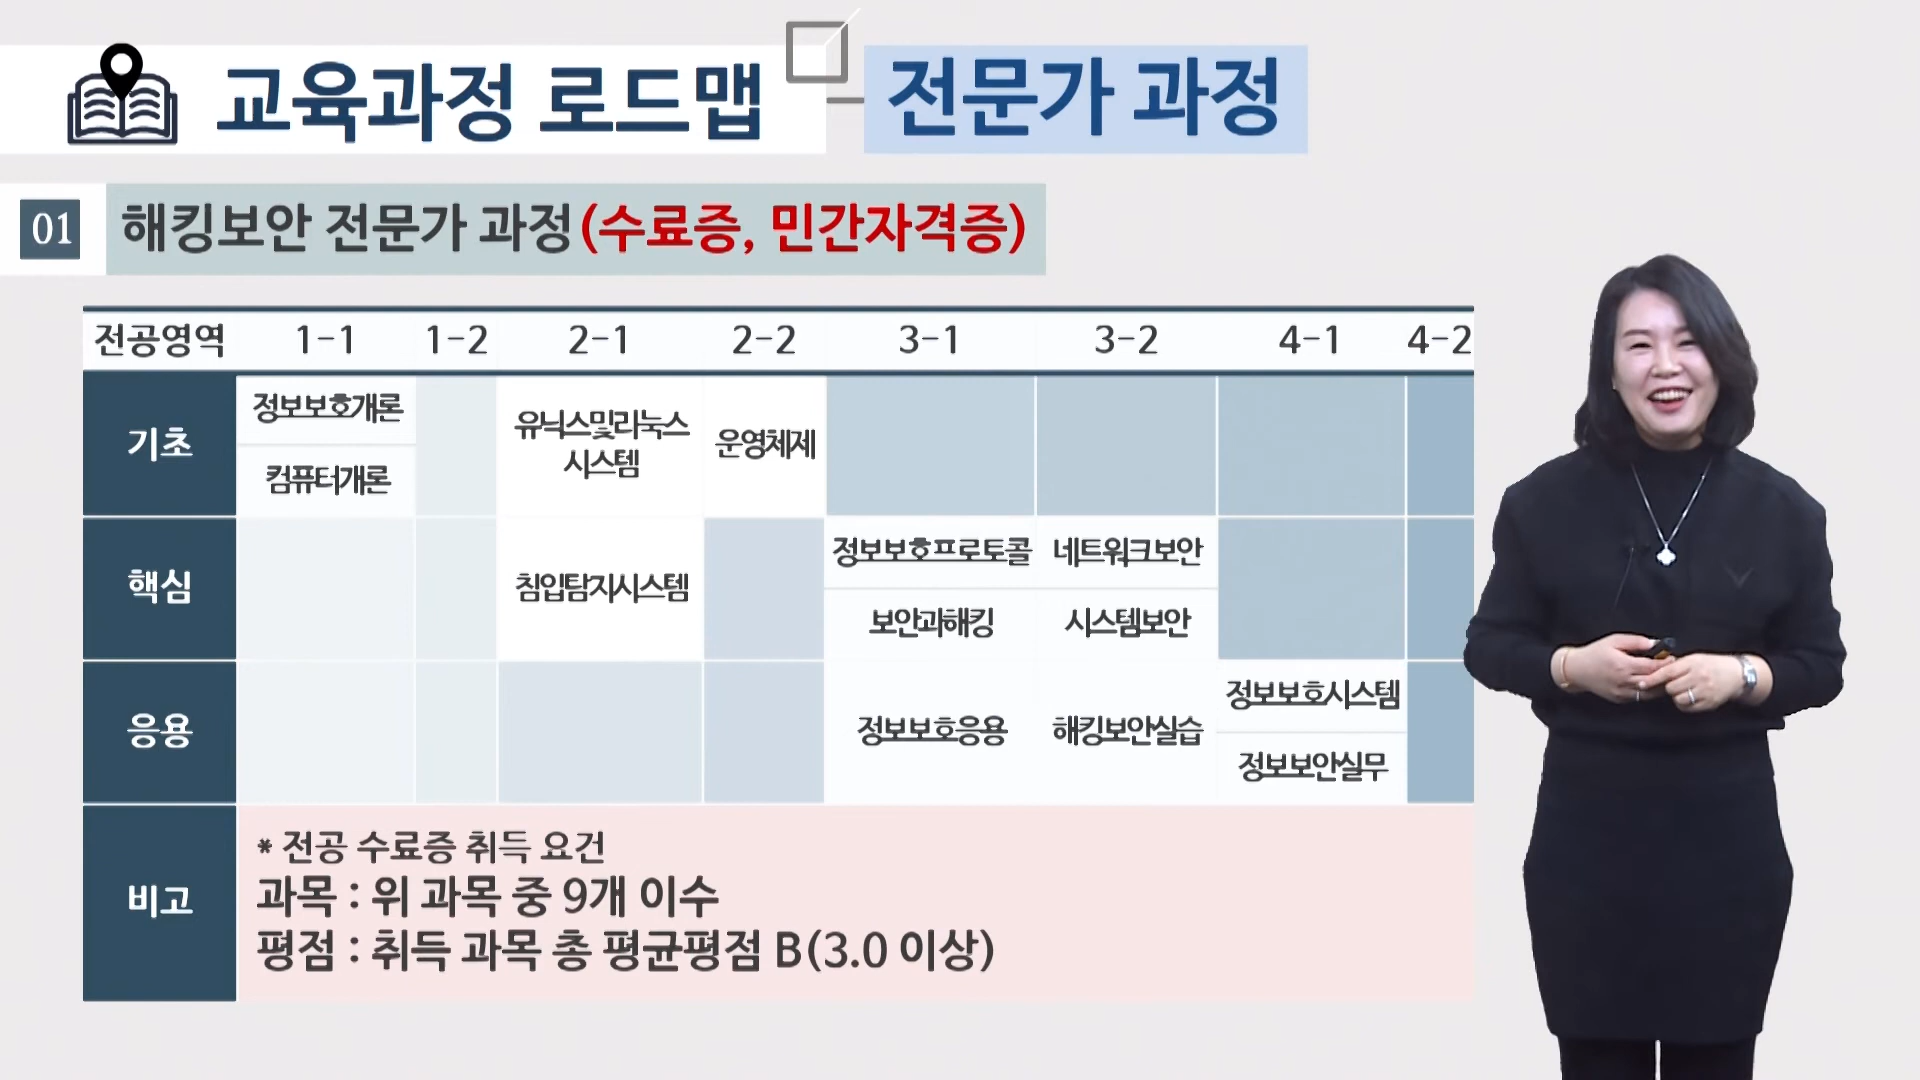 교육과정 로드맵
전문가 과정
01
해킹보안 전문가 과정(수료증, 민간자격증)
전공영역 1-1 1-2 2-1 2-2 3-1 3-2 4-1 4-2
기초
정보보호개론
컴퓨터개론
유닉스및리눅스
시스템
운영체제
핵심
침입탐지시스템
정보보호프로토콜
네트워크보안
보안과해킹
시스템보안
응용
정보보호응용
해킹보안실습
정보보호시스템
정보보안실무
비고
* 전공 수료증 취득 요건
과목 : 위 과목 중 9개 이수
평점 : 취득 과목 총 평균평점 B(3.0 이상)